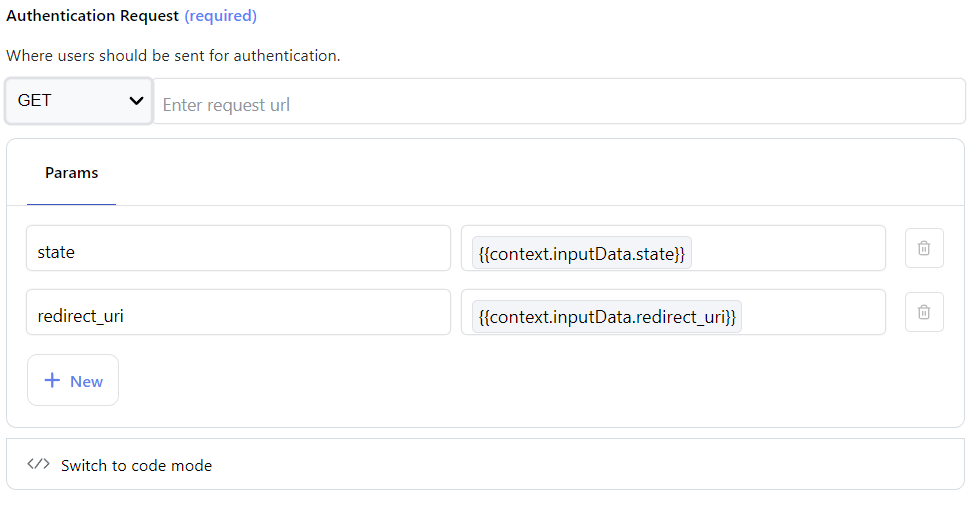 Authentication Request (required)
Where users should be sent for authentication.
GET Enter request url
Params
state {{context.inputData.state}}
redirect_uri {{context.inputData.redirect_uri}}
New
</> Switch to code mode